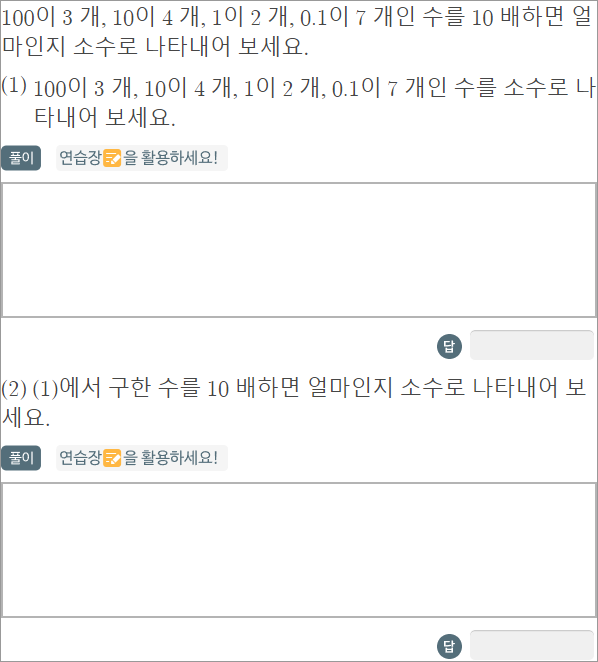 100이 3 개, 10이 4 개, 1이 2 개, 0.1이 7 개인 수를 10 배하면 얼
마인지 소수로 나타내어 보세요.
(1) 100이 3 개, 10이 4 개, 1이 2 개, 0.1이 7 개인 수를 소수로 나
타내어 보세요.
풀이 연습장을 활용하세요!
답
(2) (1)에서 구한 수를 10 배하면 얼마인지 소수로 나타내어 보
세요.
풀이 연습장을 활용하세요!
답